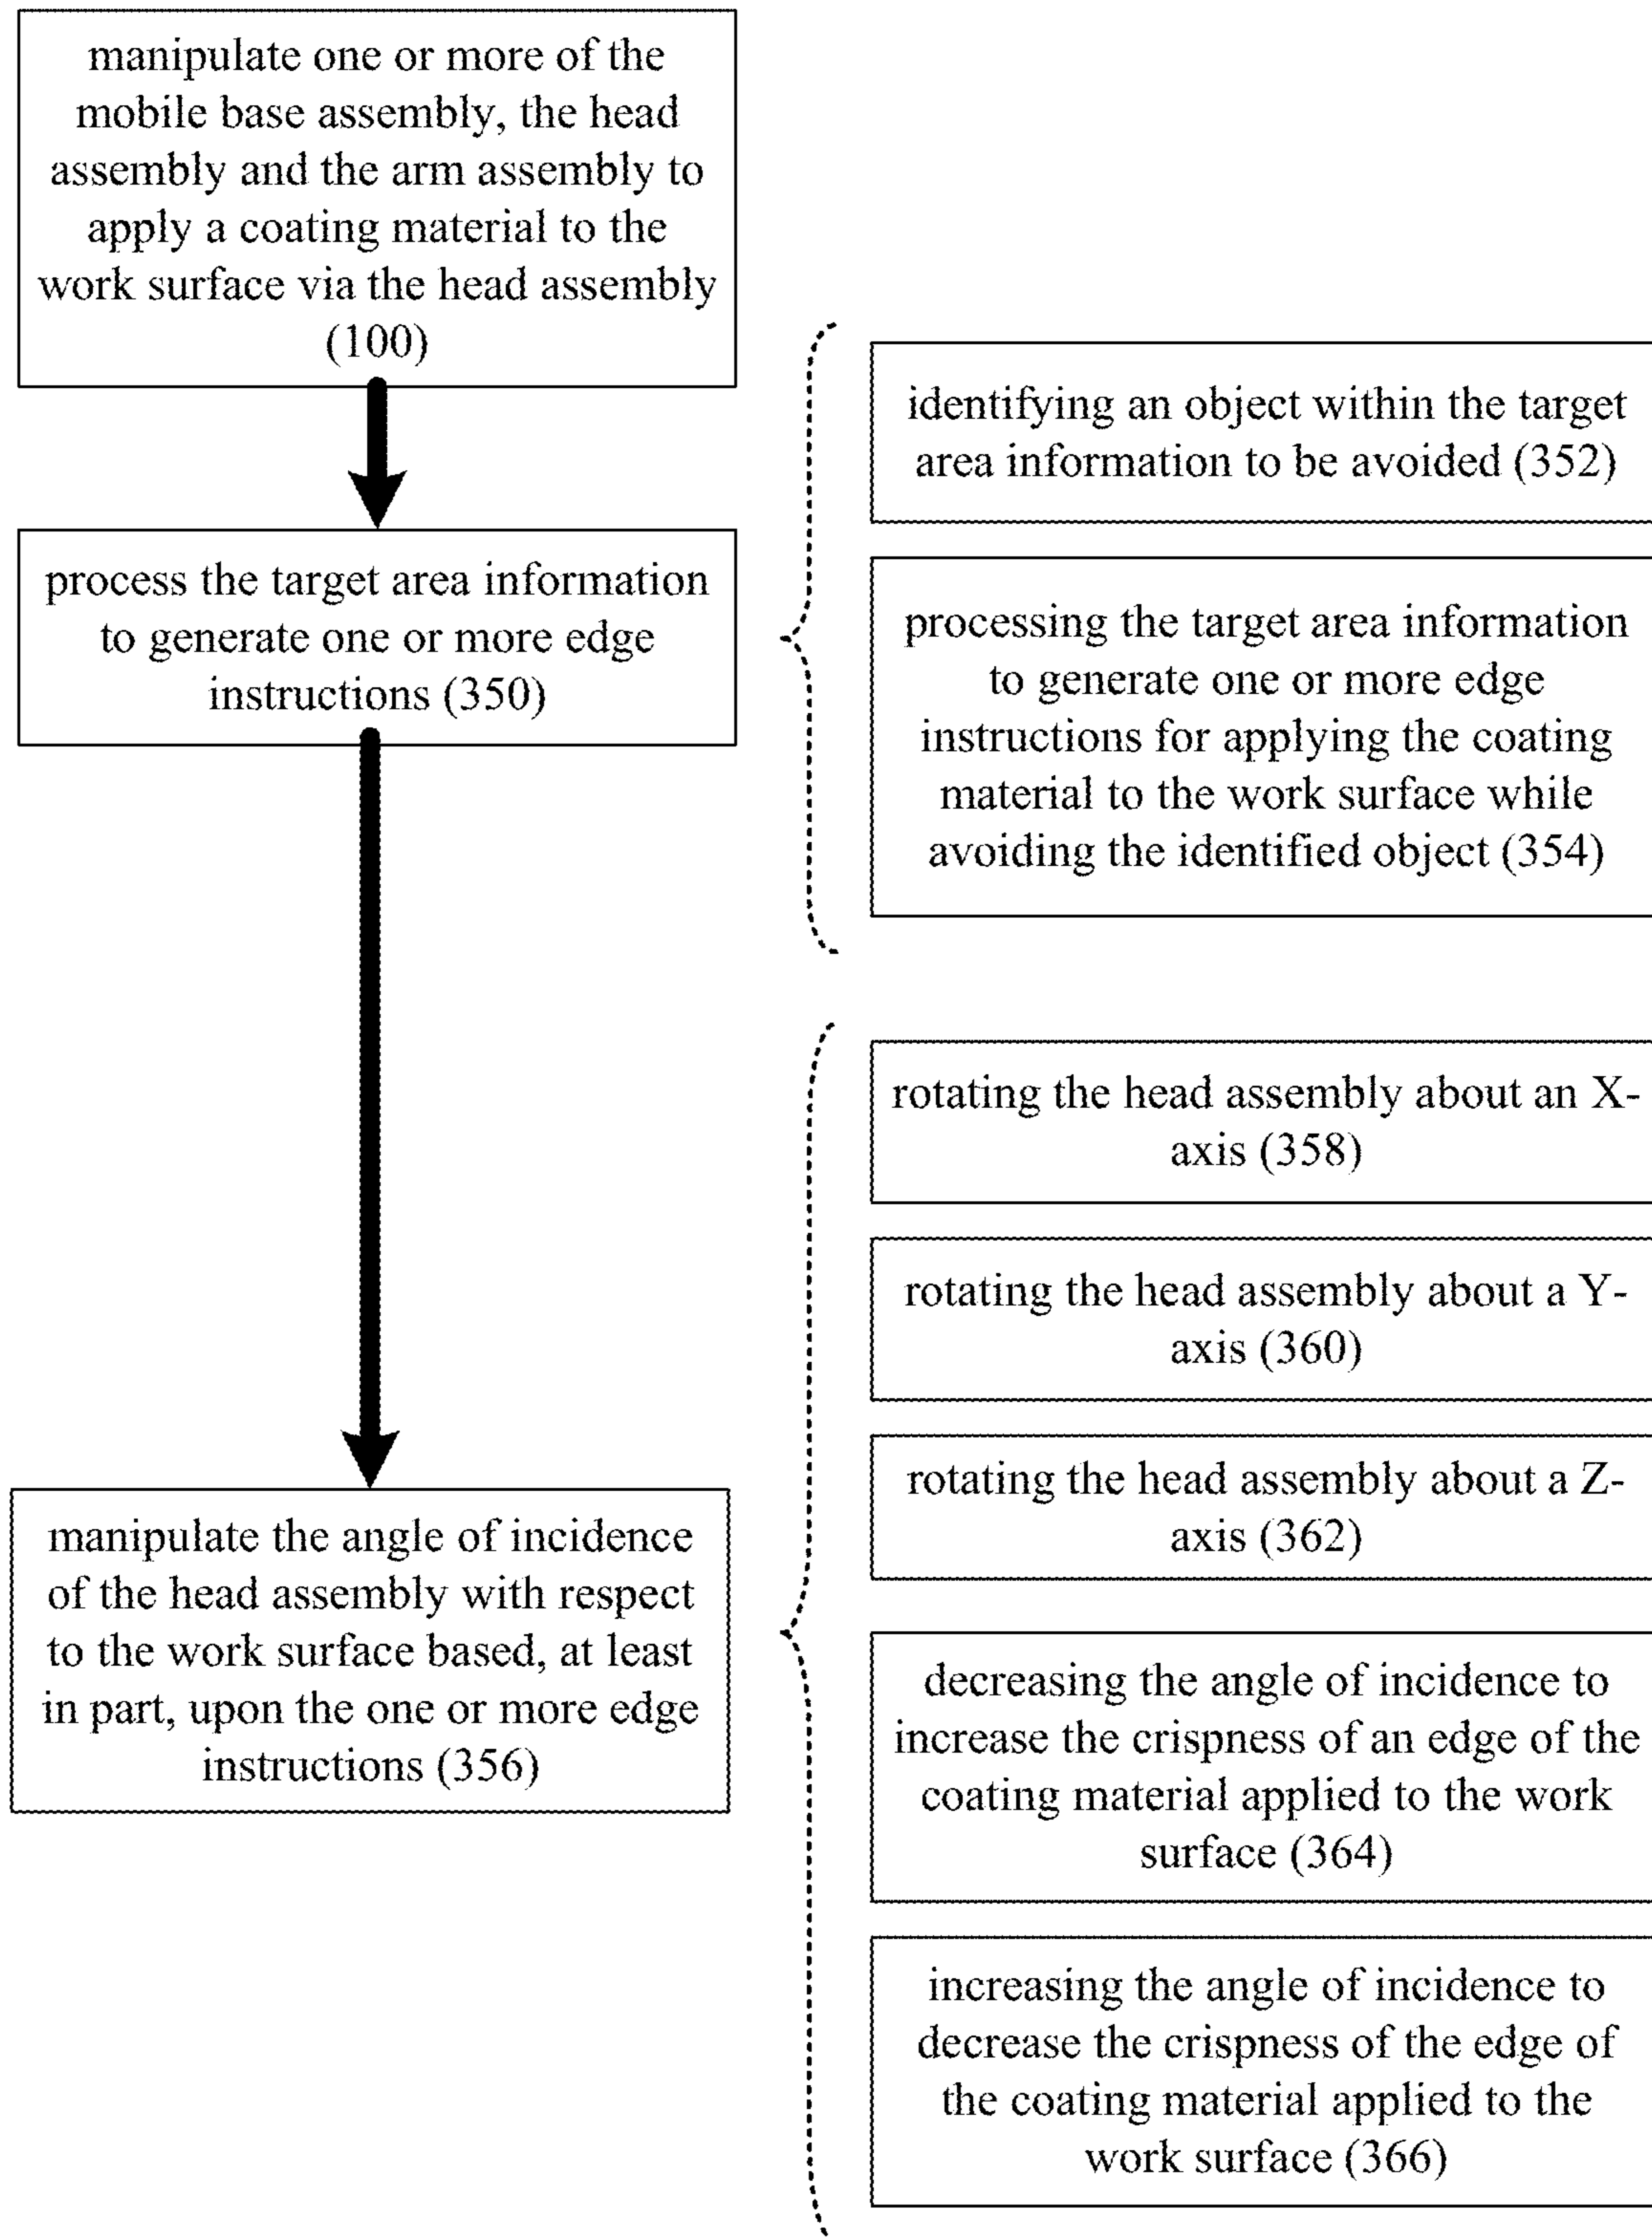 manipulate one or more of the
mobile base assembly, the head
assembly and the arm assembly to
apply a coating material to the
work surface via the head assembly
(100)
process the target area information
to generate one or more edge
instructions (350)
identifying an object within the target
area information to be avoided (352)
processing the target area information
to generate one or more edge
instructions for applying the coating
material to the work surface while
avoiding the identified object (354)
manipulate the angle of incidence
of the head assembly with respect
to the work surface based, at least
in part, upon the one or more edge
instructions (356)
rotating the head assembly about an X-
axis (358)
rotating the head assembly about a Y-
axis (360)
rotating the head assembly about a Z-
axis (362)
decreasing the angle of incidence to
increase the crispness of an edge of the
coating material applied to the work
surface (364)
increasing the angle of incidence to
decrease the crispness of the edge of
the coating material applied to the
work surface (366)